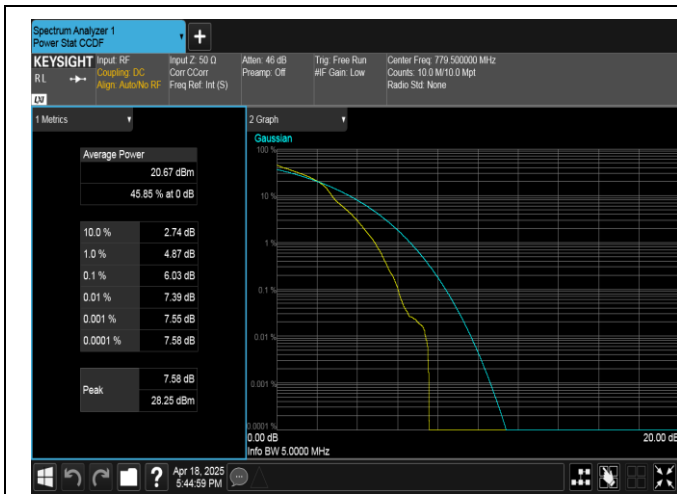 Spectrum Analyzer 1
Power Stat CCDF
+
KEYSIGHT
RL
LXI
Input: RF
Coupling: DC
Align: Auto/No RF
Input Z: 50 Ω
Corr CCorr
Freq Ref: Int (S)
Atten: 46 dB
Preamp: Off
Trig: Free Run
#IF Gain: Low
Center Freq: 779.500000 MHz
Counts: 10.0 M/10.0 Mpt
Radio Std: None
1 Metrics
Average Power
20.67 dBm
45.85 % at 0 dB
10.0 % 2.74 dB
1.0 % 4.87 dB
0.1 % 6.03 dB
0.01 % 7.39 dB
0.001 % 7.55 dB
0.0001 % 7.58 dB
Peak
7.58 dB
28.25 dBm
2 Graph
Gaussian
100 %
10 %
1 %
0.1 %
0.01 %
0.001 %
0.0001 %
0.00 dB
20.00 dB
Info BW 5.0000 MHz
?
Apr 18, 2025
5:44:59 PM